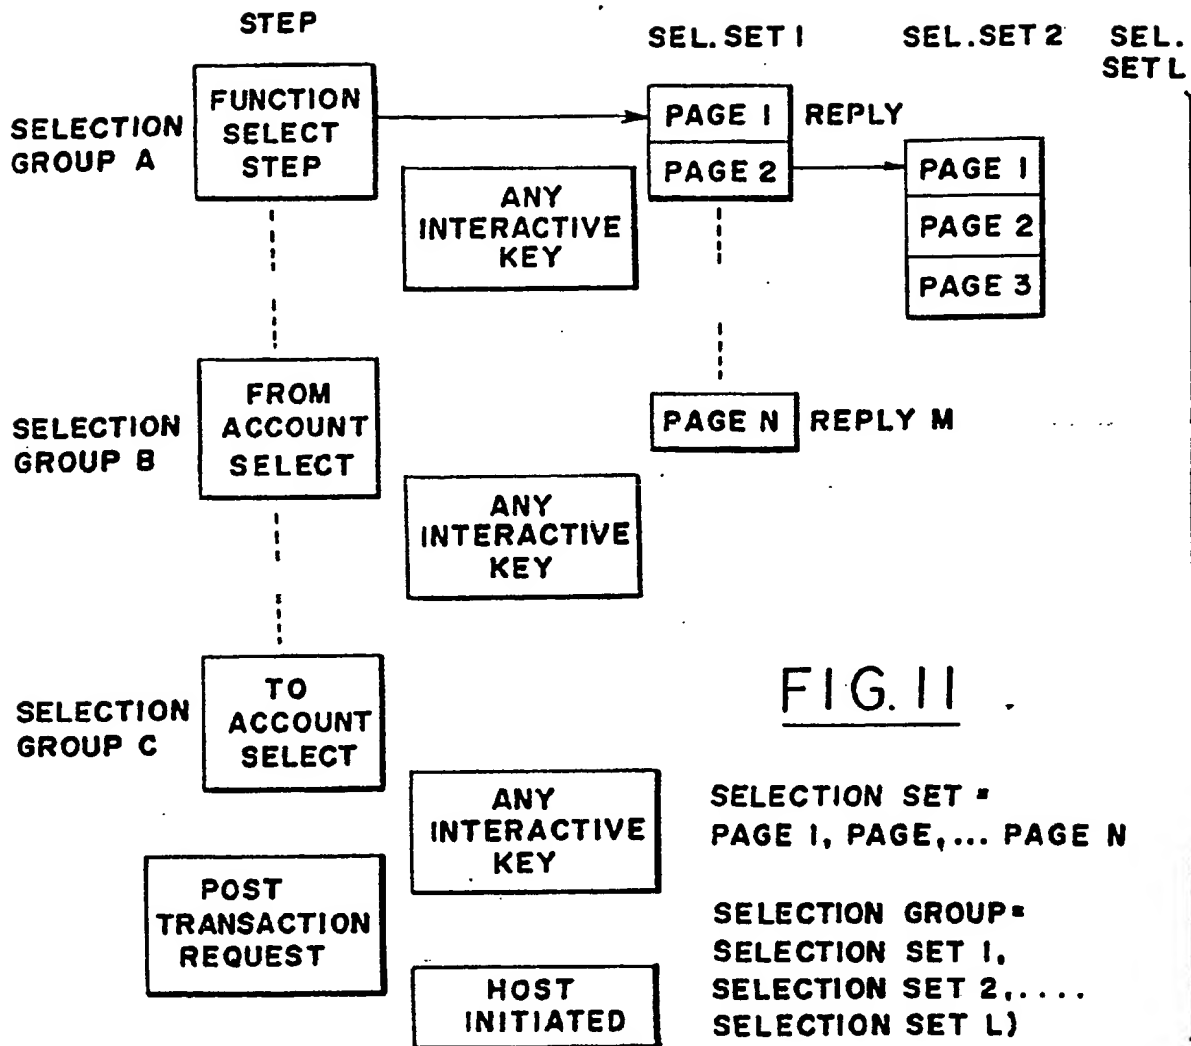 STEP
SEL. SET 1
SEL. SET 2
SEL.
SET L
SELECTION
GROUP A
FUNCTION
SELECT
STEP
PAGE 1
REPLY
PAGE 2
PAGE 1
PAGE 2
PAGE 3
ANY
INTERACTIVE
KEY
PAGE N
REPLY M
SELECTION
GROUP B
FROM
ACCOUNT
SELECT
ANY
INTERACTIVE
KEY
SELECTION
GROUP C
TO
ACCOUNT
SELECT
FIG. 11
ANY
INTERACTIVE
KEY
SELECTION SET =
PAGE 1, PAGE, ... PAGE N
POST
TRANSACTION
REQUEST
SELECTION GROUP=
SELECTION SET 1,
SELECTION SET 2,....
SELECTION SET L)
HOST
INITIATED